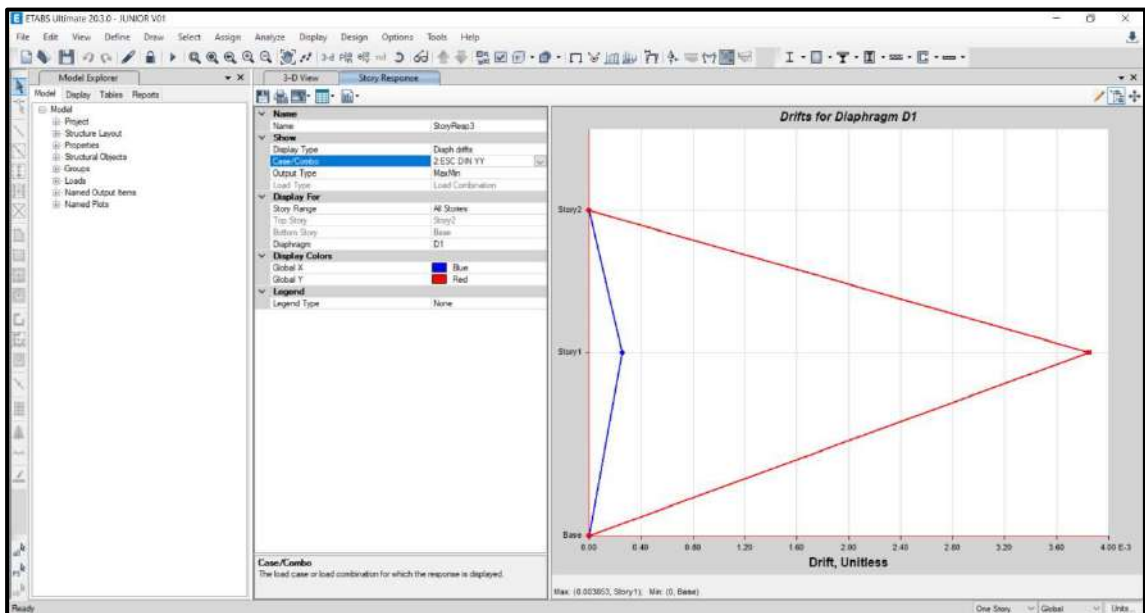 ETABS Ultimate 20.3.0 - JUNIOR V01
File Edit View Define Draw Select Assign Analyze Display Design Options Tools Help
Model Explorer
3-D View Story Response
Model Display Tables Reports
Model
Project
Structure Layout
Properties
Structural Objects
Groups
Loads
Named Output Items
Named Plots
Name
Name StoryResp3
Show
Display Type Diaph drifts
Case/Combo 2.ESC DIN YY
Output Type MaxMin
Load Type Load Combination
Display For
Story Range All Stories
Top Story Story2
Bottom Story Base
Diaphragm D1
Display Colors
Global X Blue
Global Y Red
Legend
Legend Type None
Case/Combo
The load case or load combination for which the response is displayed.
Drifts for Diaphragm D1
Story2
Story1
Base
0.00 0.40 0.80 1.20 1.60 2.00 2.40 2.80 3.20 3.60 4.00 E-3
Drift, Unitless
Max: (0.003853, Story1); Min: (0, Base)
Ready
One Story Global Units...